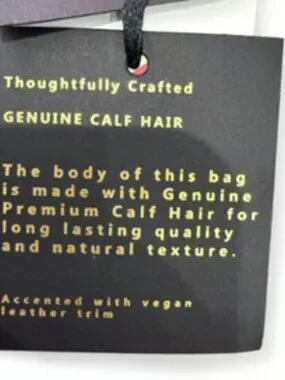 Thoughtfully Crafted
GENUINE CALF HAIR
The body of this bag
is made with Genuine
Premium Calf Hair for
long lasting quality
and natural texture.
Accented with vegan
leather trim